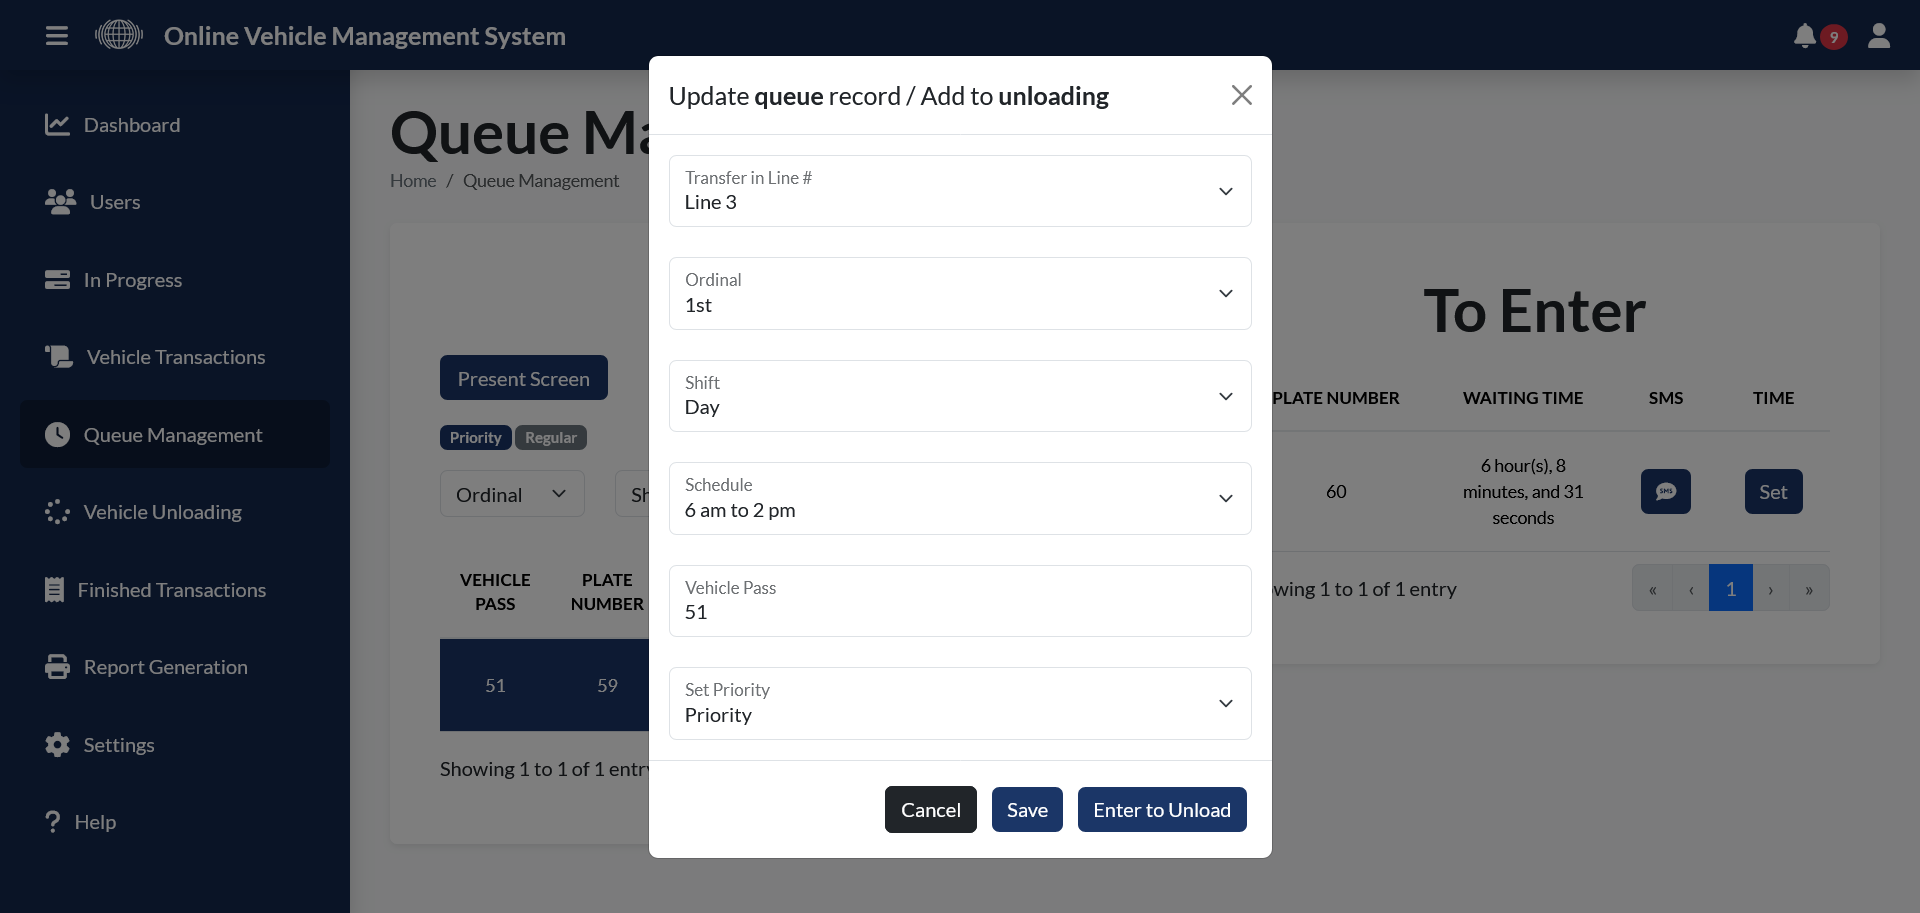 Online Vehicle Management System
9
Dashboard
Users
In Progress
Vehicle Transactions
Queue Management
Vehicle Unloading
Finished Transactions
Report Generation
Settings
Help
Queue Ma
Home / Queue Management
Present Screen
Priority Regular
Ordinal
Sh
VEHICLE PASS
PLATE NUMBER
51 59
Showing 1 to 1 of 1 entry
Update queue record / Add to unloading
Transfer in Line #
Line 3
Ordinal
1st
Shift
Day
Schedule
6 am to 2 pm
Vehicle Pass
51
Set Priority
Priority
Cancel Save Enter to Unload
To Enter
PLATE NUMBER WAITING TIME SMS TIME
60
6 hour(s), 8
minutes, and 31
seconds
SMS
Set
wing 1 to 1 of 1 entry
« ‹ 1 › »